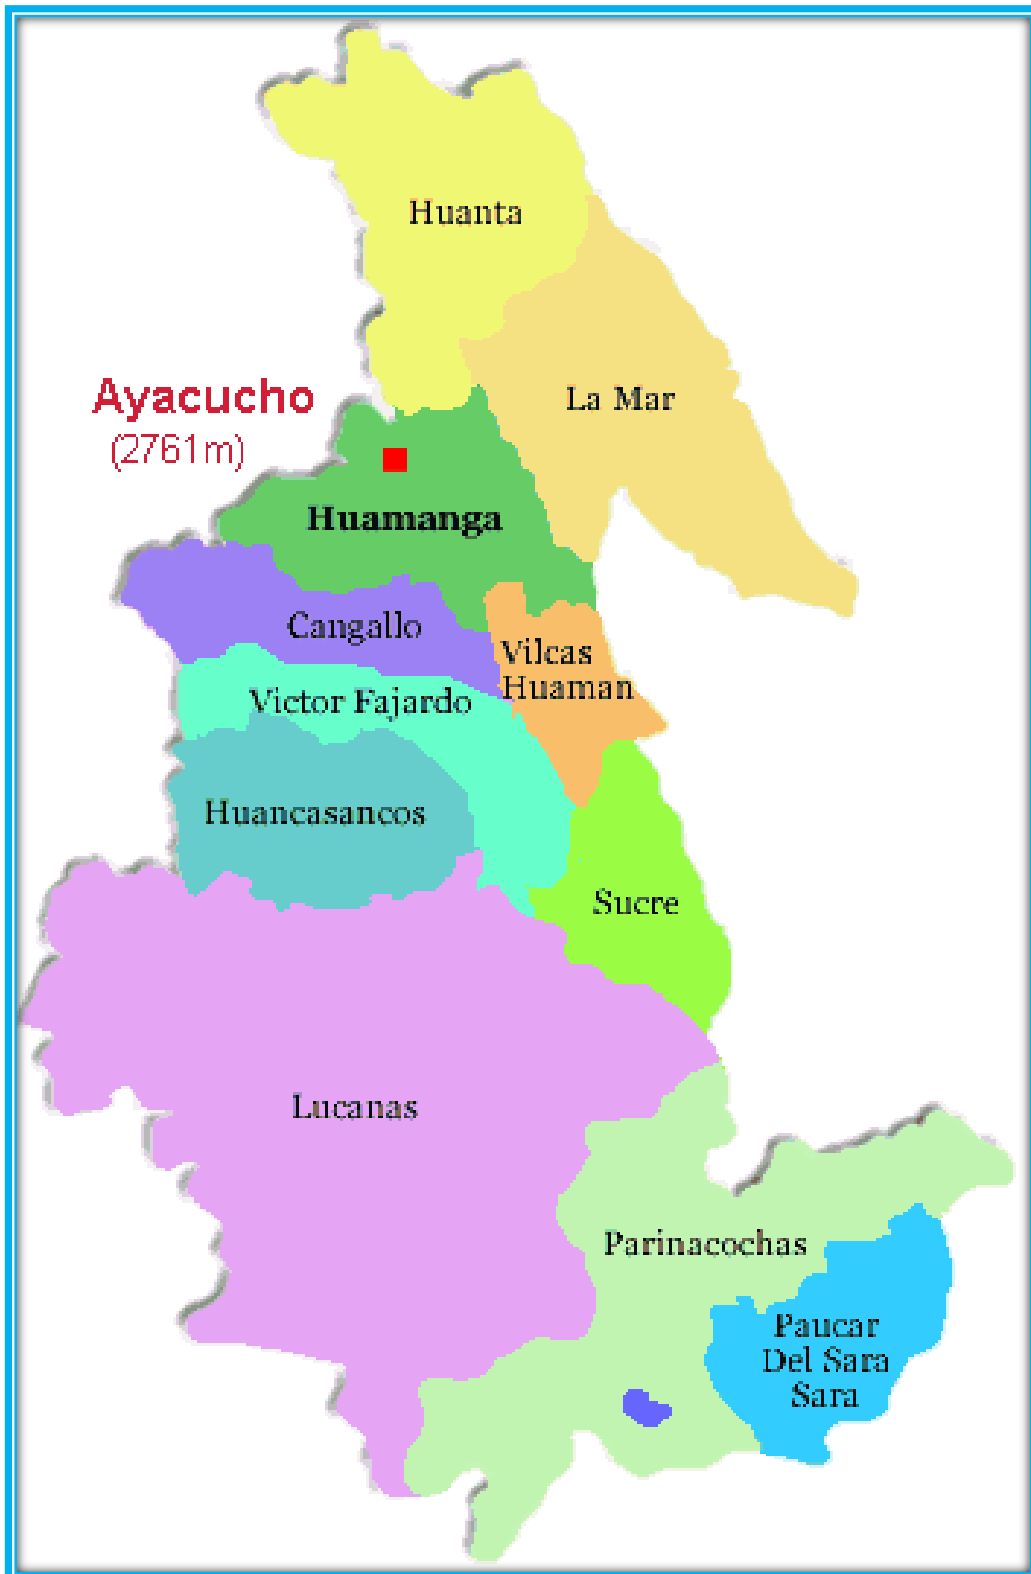 Huanta
Ayacucho
(2761m)
La Mar
Huamanga
Cangallo
Vilcas
Huaman
Victor Fajardo
Huancasancos
Sucre
Lucanas
Parinacochas
Paucar
Del Sara
Sara